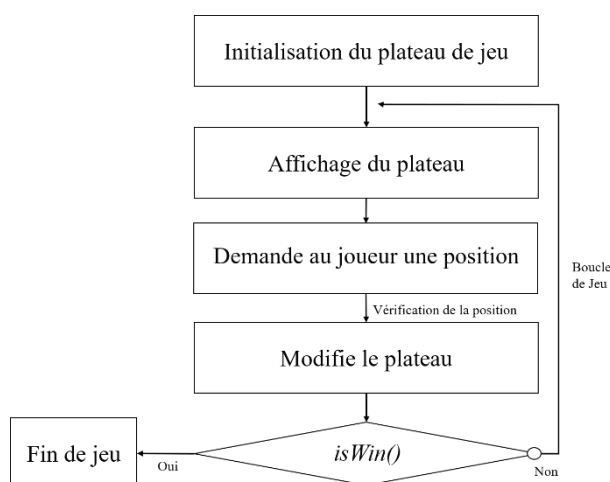 Initialisation du plateau de jeu
Affichage du plateau
Demande au joueur une position
Boucle
de Jeu
Vérification de la position
Modifie le plateau
isWin()
Fin de jeu
Oui
Non